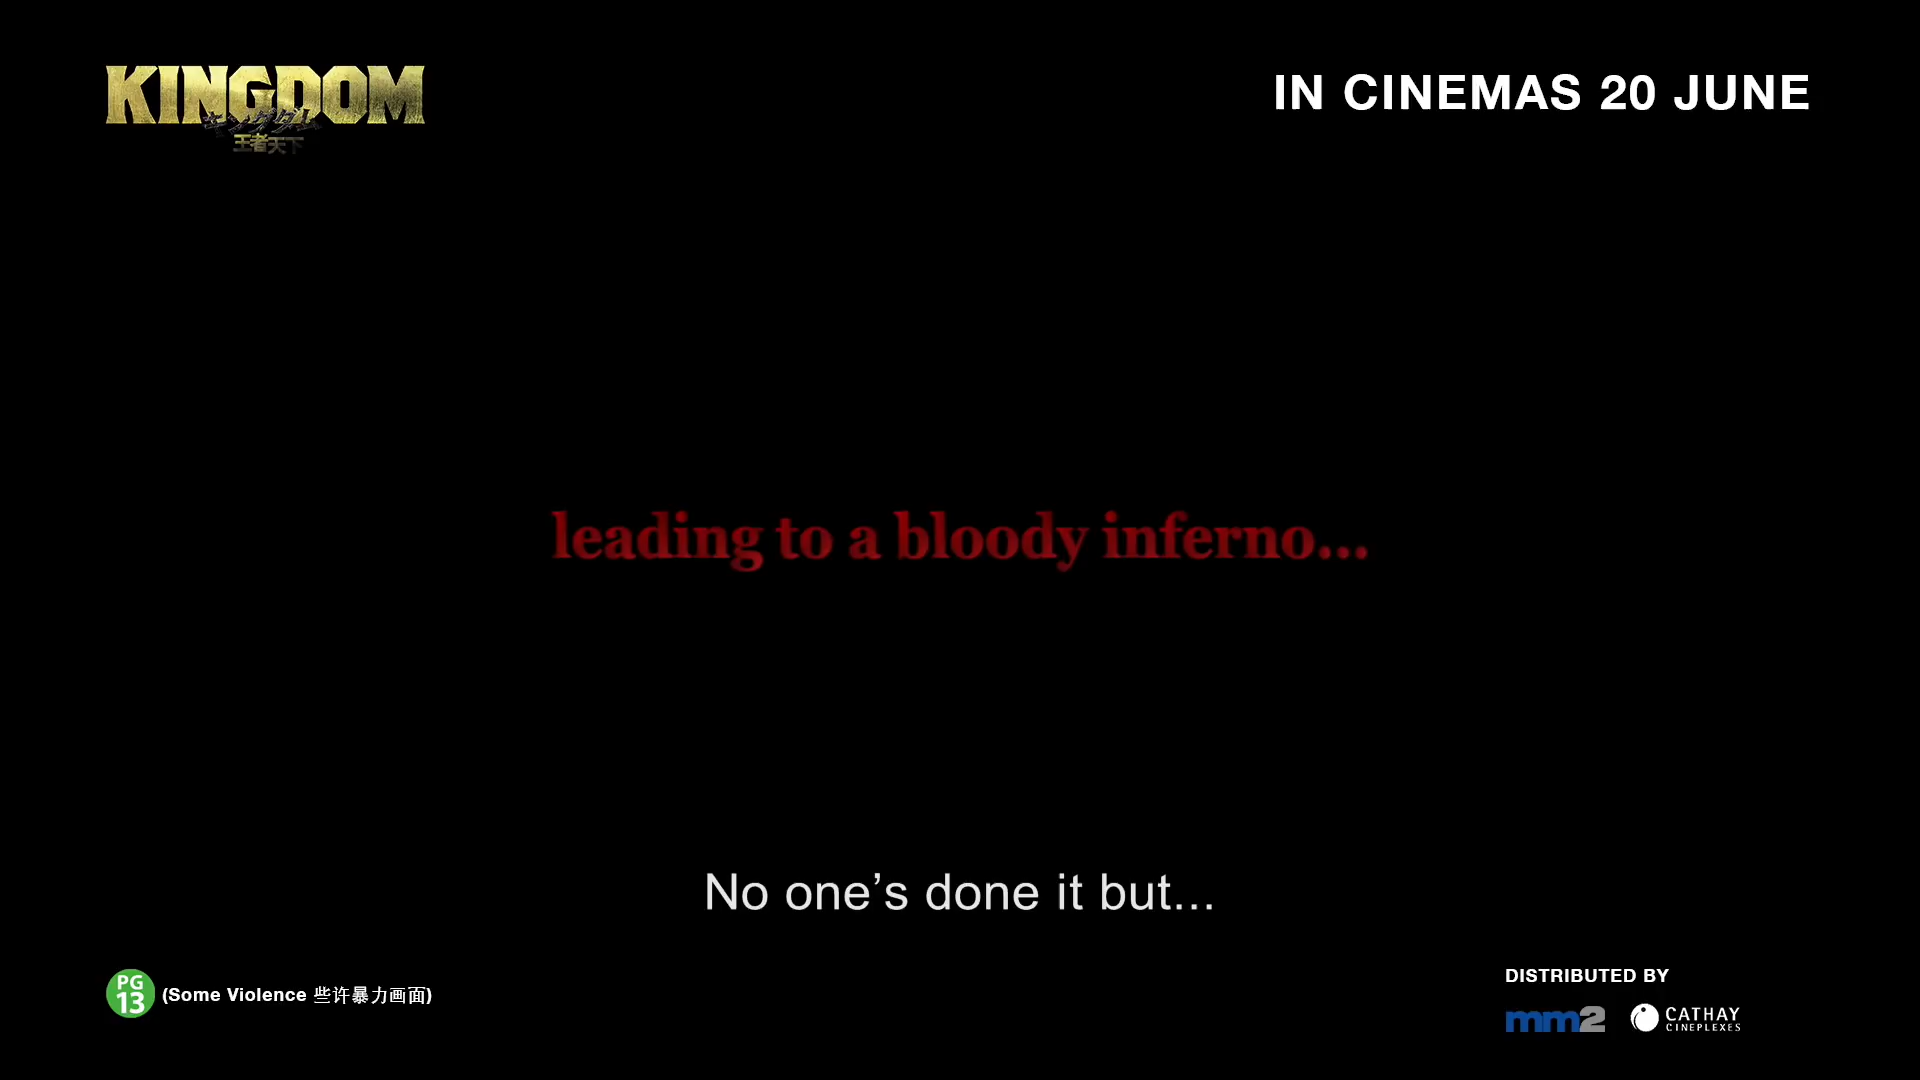 KINGDOM
キングダム
王者天下
IN CINEMAS 20 JUNE
leading to a bloody inferno...
No one’s done it but...
PG
13
(Some Violence 些许暴力画面)
DISTRIBUTED BY
mm2
CATHAY
CINEPLEXES